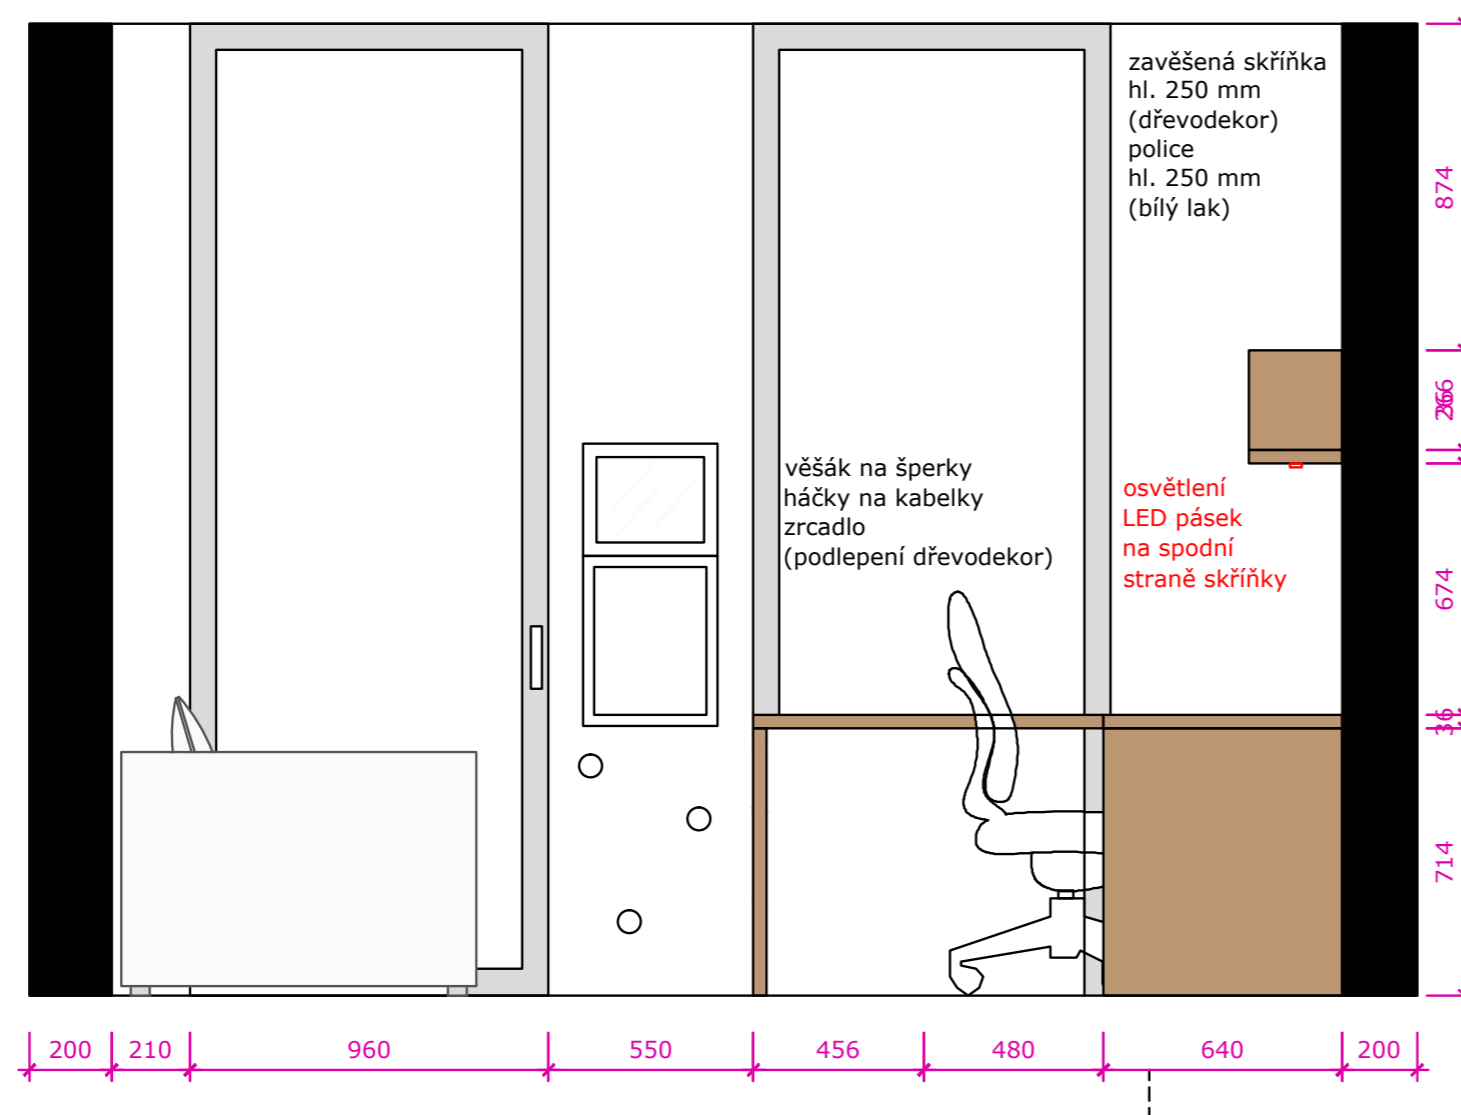 zavěšená skříňka
hl. 250 mm
(dřevodekor)
police
hl. 250 mm
(bílý lak)
874
věšák na šperky
háčky na kabelky
zrcadlo
(podlepení dřevodekor)
osvětlení
LED pásek
na spodní
straně skříňky
674
36
714
200
210
960
550
456
480
640
200